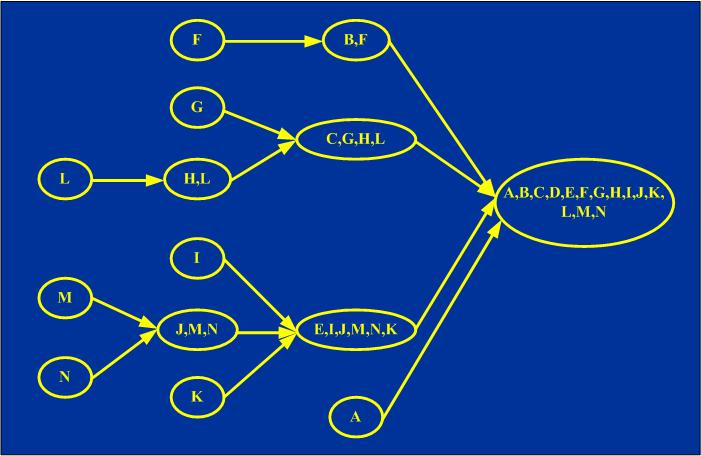 F
B,F
G
C,G,H,L
L
H,L
A,B,C,D,E,F,G,H,I,J,K,
L,M,N
I
M
J,M,N
E,I,J,M,N,K
N
K
A